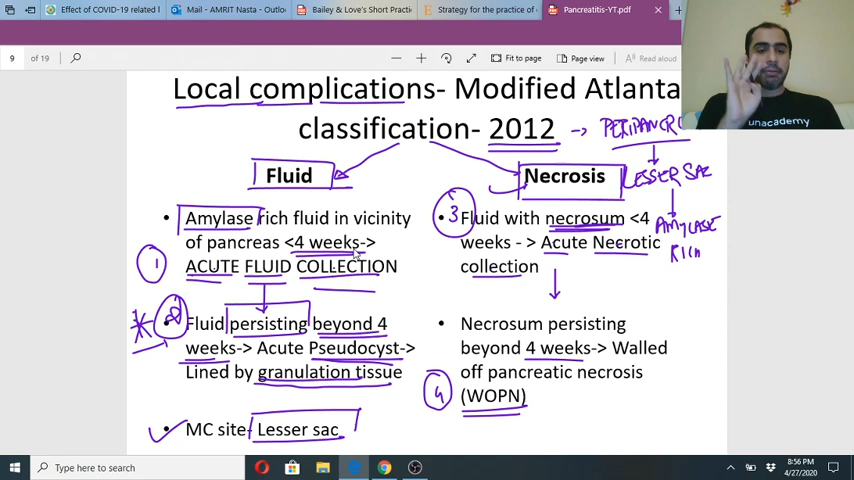 Effect of COVID-19 related l
Mail - AMRIT Nasta - Outlo
Bailey & Love's Short Practi
Strategy for the practice of
Pancreatitis-YT.pdf
9 of 19
Fit to page
Page view
Read aloud
Local complications- Modified Atlanta
classification- 2012
PERIPANCR
LESSER SAC
AMYLASE
RICH
unacademy
Fluid
Necrosis
• Amylase rich fluid in vicinity
of pancreas <4 weeks->
ACUTE FLUID COLLECTION
1
• Fluid persisting beyond 4
weeks-> Acute Pseudocyst->
Lined by granulation tissue
2
• MC site- Lesser sac
3
• Fluid with necrosum <4
weeks - > Acute Necrotic
collection
• Necrosum persisting
beyond 4 weeks-> Walled
off pancreatic necrosis
(WOPN)
4
Type here to search
8:56 PM
4/27/2020